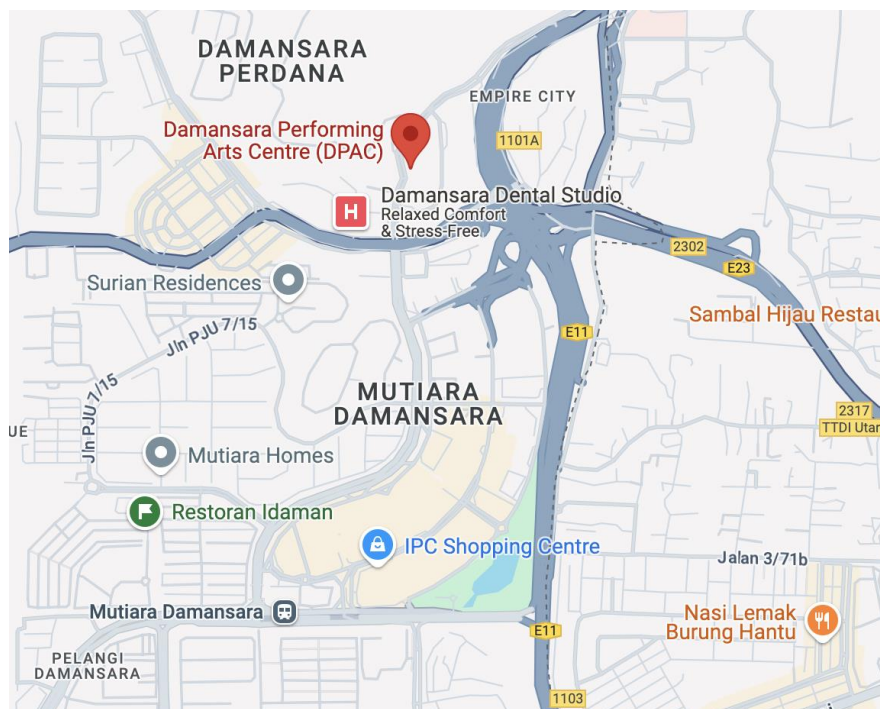 DAMANSARA
PERDANA
EMPIRE CITY
Damansara Performing
Arts Centre (DPAC)
1101A
H
Damansara Dental Studio
Relaxed Comfort
& Stress-Free
2302
E23
Surian Residences
Sambal Hijau Restau
Jln PJU 7/15
E11
Jln PJU 7/15
MUTIARA
DAMANSARA
2317
TTDI Utar
UE
Mutiara Homes
Restoran Idaman
IPC Shopping Centre
Jalan 3/71b
Mutiara Damansara
Nasi Lemak
Burung Hantu
E11
PELANGI
DAMANSARA
1103